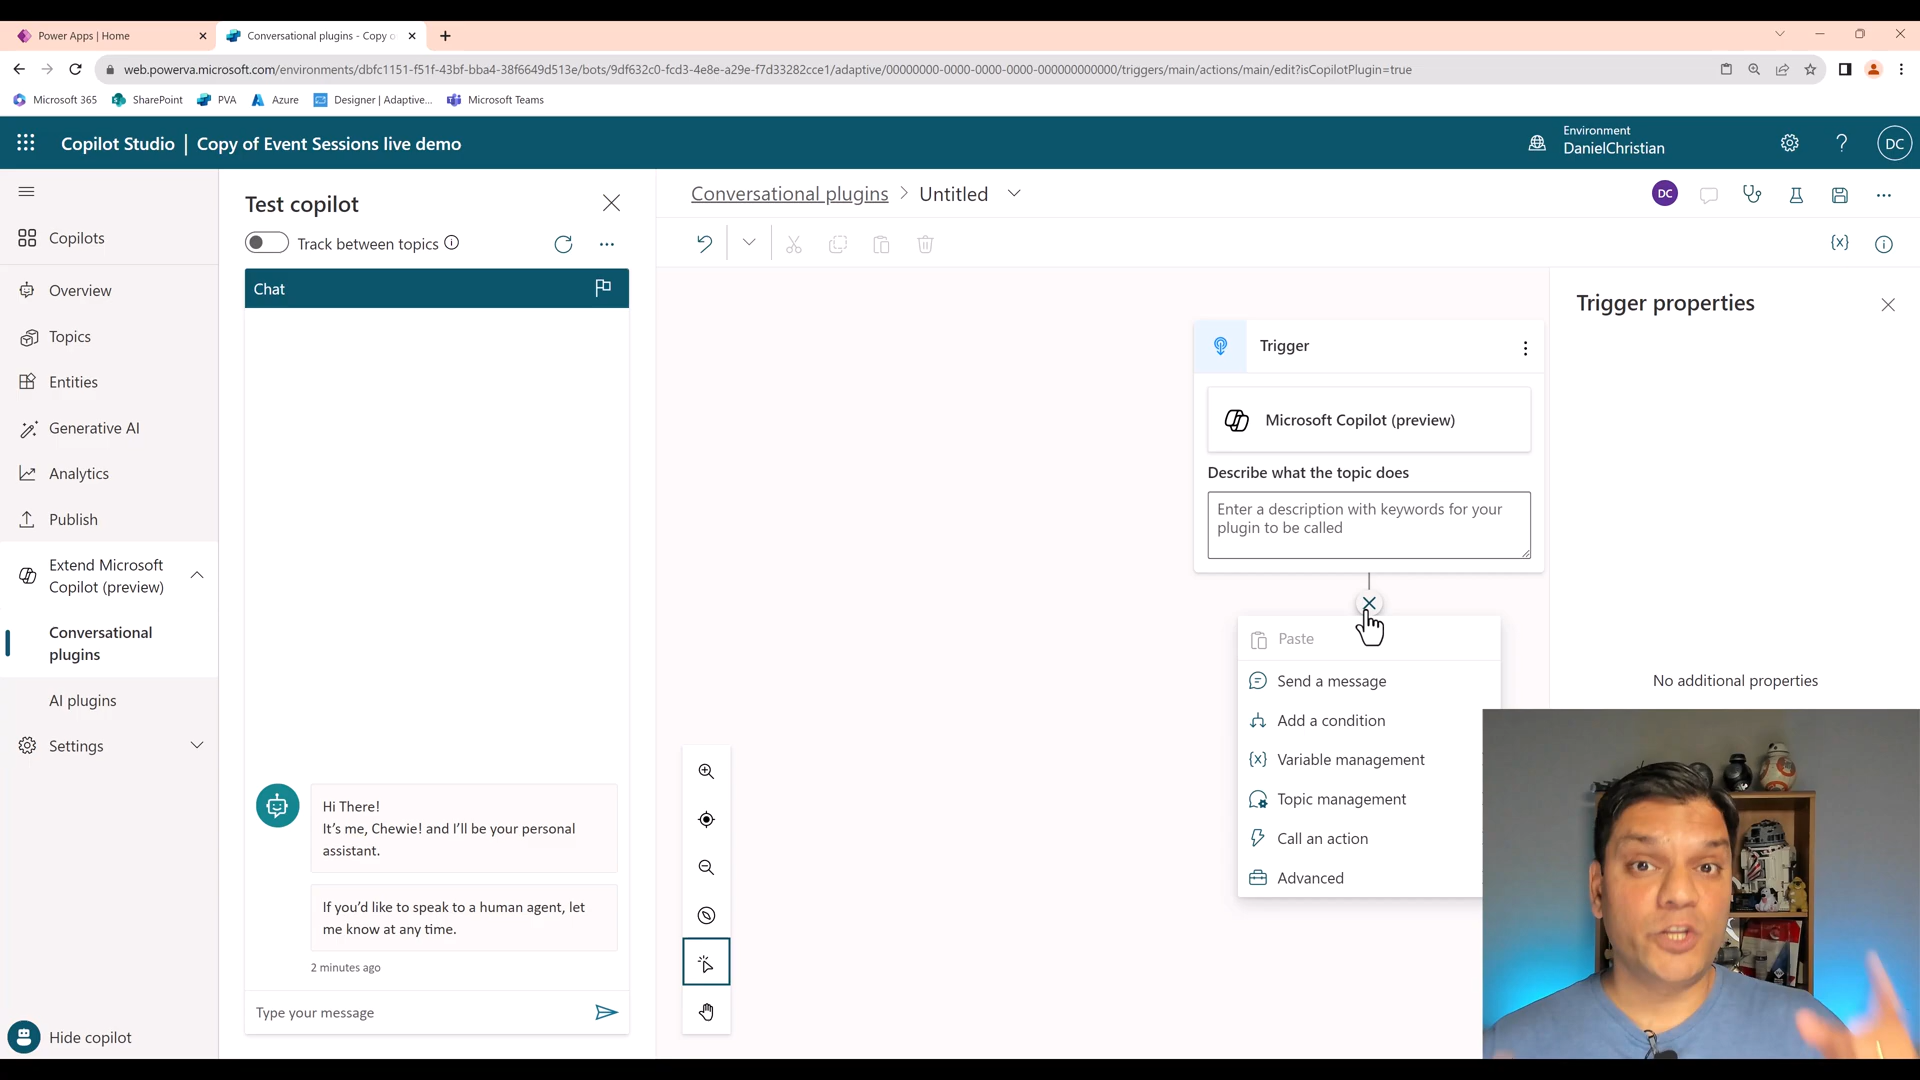 Power Apps | Home
Conversational plugins - Copy o
web.powerva.microsoft.com/environments/dbfc1151-f51f-43bf-bba4-38f6649d513e/bots/9df632c0-fcd3-4e8e-a29e-f7d33282cce1/adaptive/00000000-0000-0000-0000-000000000000/triggers/main/actions/main/edit?isCopilotPlugin=true
Microsoft 365
SharePoint
PVA
Azure
Designer | Adaptive...
Microsoft Teams
Copilot Studio | Copy of Event Sessions live demo
Environment
DanielChristian
DC
Copilots
Overview
Topics
Entities
Generative AI
Analytics
Publish
Extend Microsoft
Copilot (preview)
Conversational
plugins
AI plugins
Settings
Hide copilot
Test copilot
Track between topics
Chat
Hi There!
It's me, Chewie! and I'll be your personal
assistant.
If you'd like to speak to a human agent, let
me know at any time.
2 minutes ago
Type your message
Conversational plugins > Untitled
DC
Trigger
Microsoft Copilot (preview)
Describe what the topic does
Enter a description with keywords for your
plugin to be called
Paste
Send a message
Add a condition
Variable management
Topic management
Call an action
Advanced
Trigger properties
No additional properties